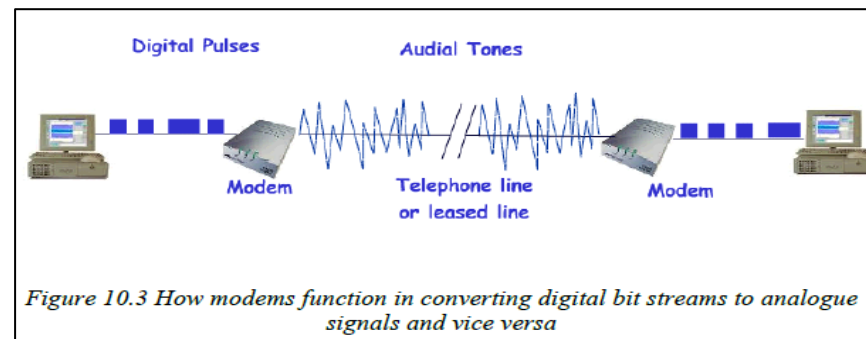 Digital Pulses
Audial Tones
Modem
Telephone line
or leased line
Modem
Figure 10.3 How modems function in converting digital bit streams to analogue
signals and vice versa